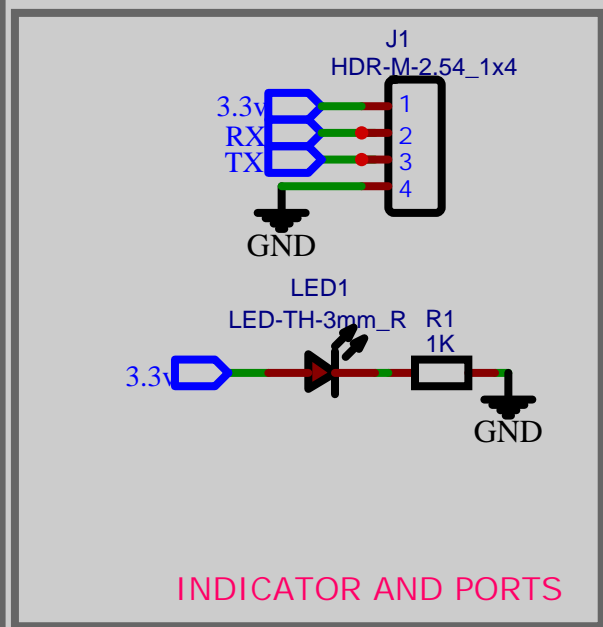 J1
HDR-M-2.54_1x4
3.3v 1
RX 2
TX 3
4
GND
LED1
LED-TH-3mm_R R1
1K
3.3v
GND
INDICATOR AND PORTS